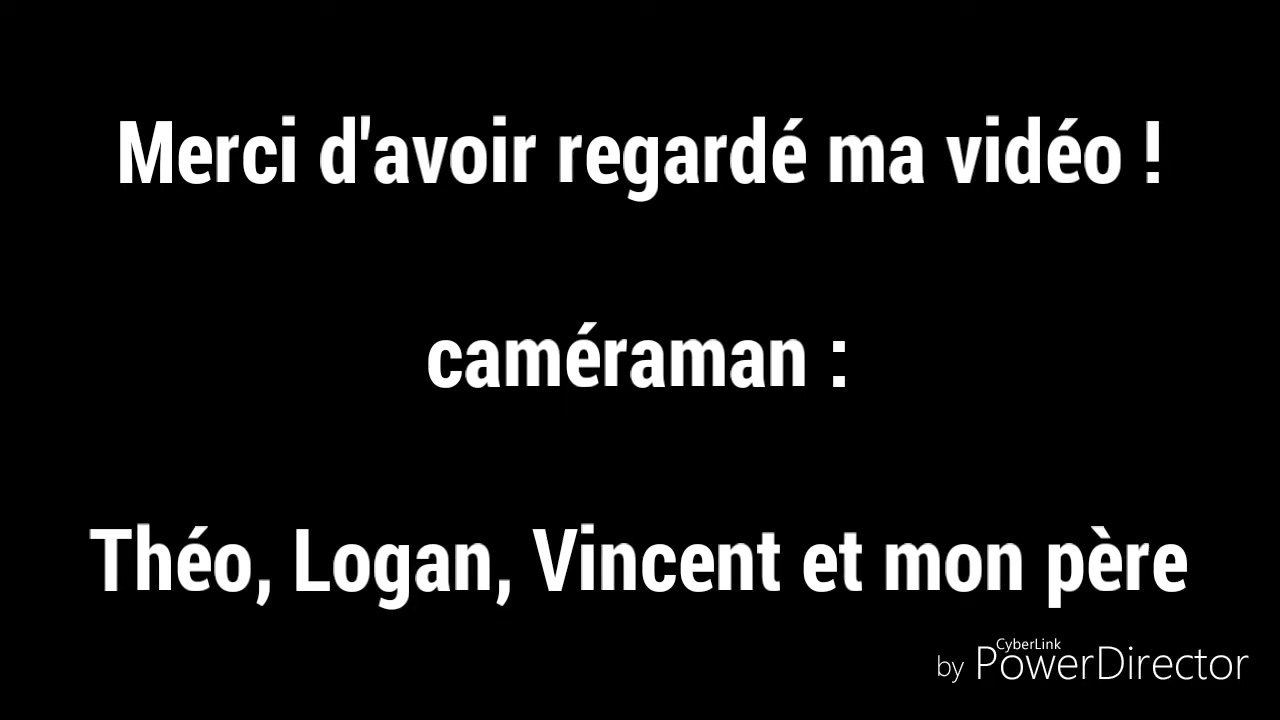 Merci d'avoir regardé ma vidéo !
caméraman :
Théo, Logan, Vincent et mon père
CyberLink
by PowerDirector